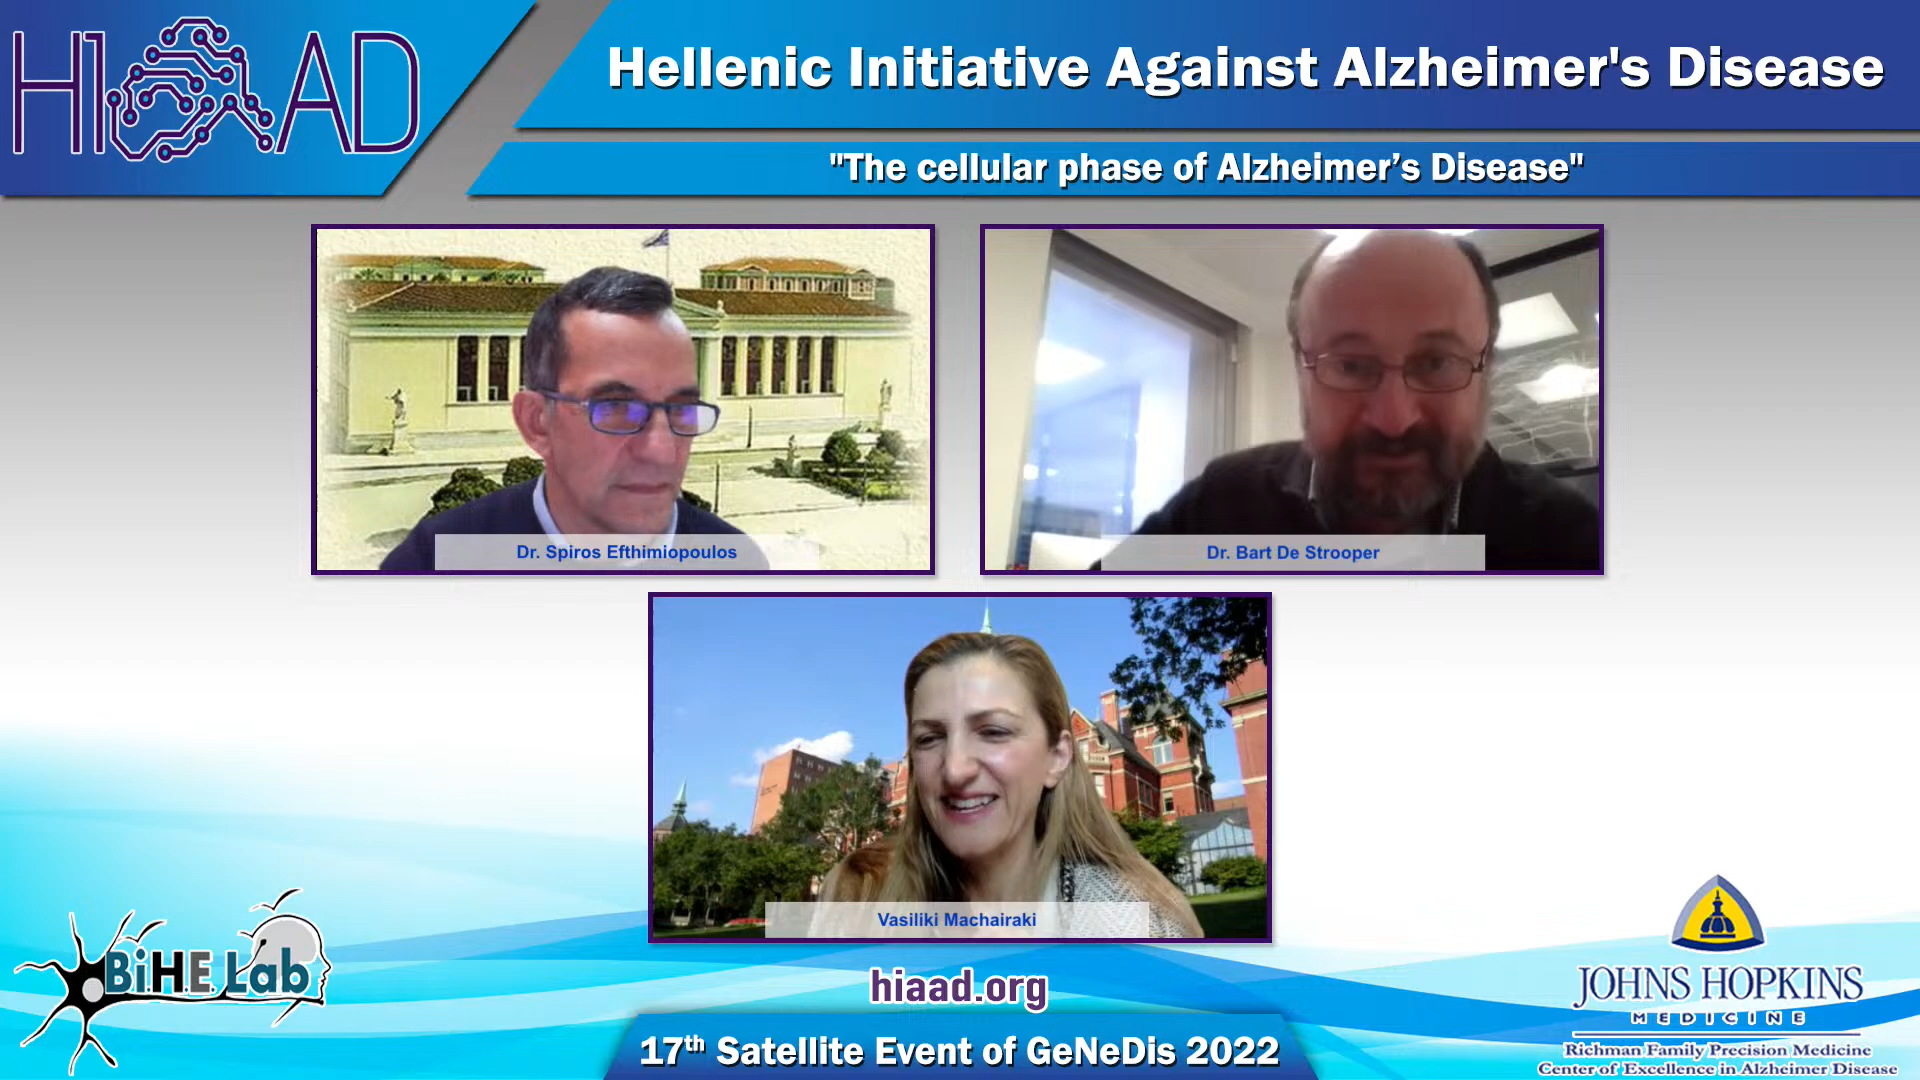 HIAAD
Hellenic Initiative Against Alzheimer's Disease
"The cellular phase of Alzheimer’s Disease"
Dr. Spiros Efthimiopoulos
Dr. Bart De Strooper
Vasiliki Machairaki
BiH.E. Lab
hiaad.org
17th Satellite Event of GeNeDis 2022
JOHNS HOPKINS
MEDICINE
Richman Family Precision Medicine
Center of Excellence in Alzheimer Disease